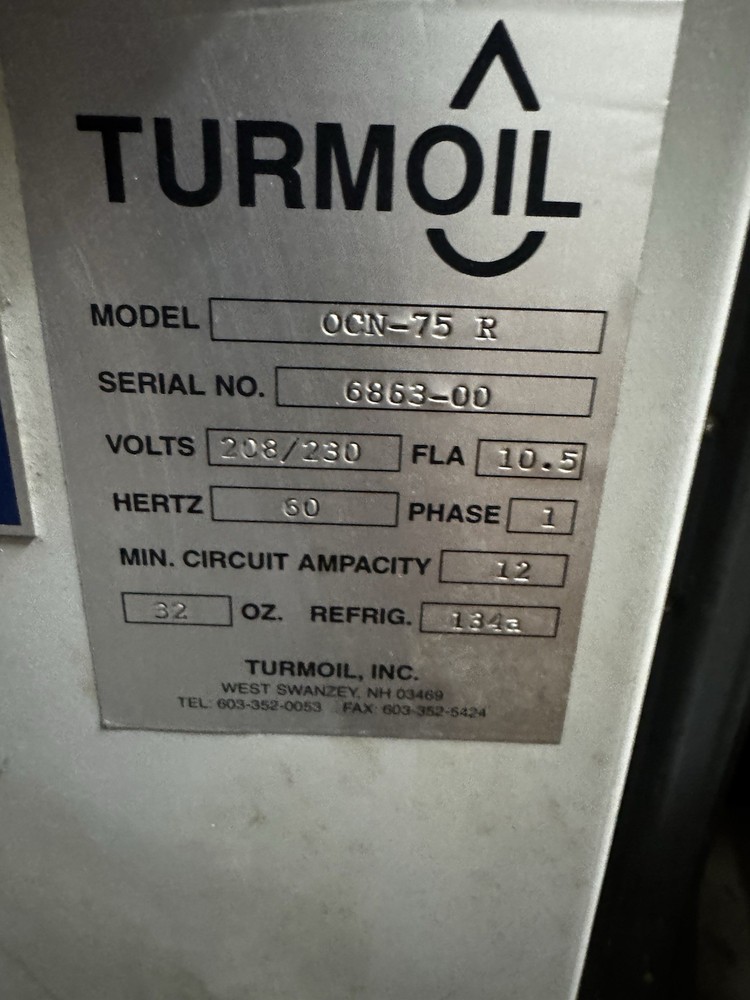 TURMOIL
MODEL OCN-75 R
SERIAL NO. 6863-00
VOLTS 208/230 FLA 10.5
HERTZ 60 PHASE 1
MIN. CIRCUIT AMPACITY 12
32 OZ. REFRIG. 134a
TURMOIL, INC.
WEST SWANZEY, NH 03469
TEL: 603-352-0053 FAX: 603-352-5424